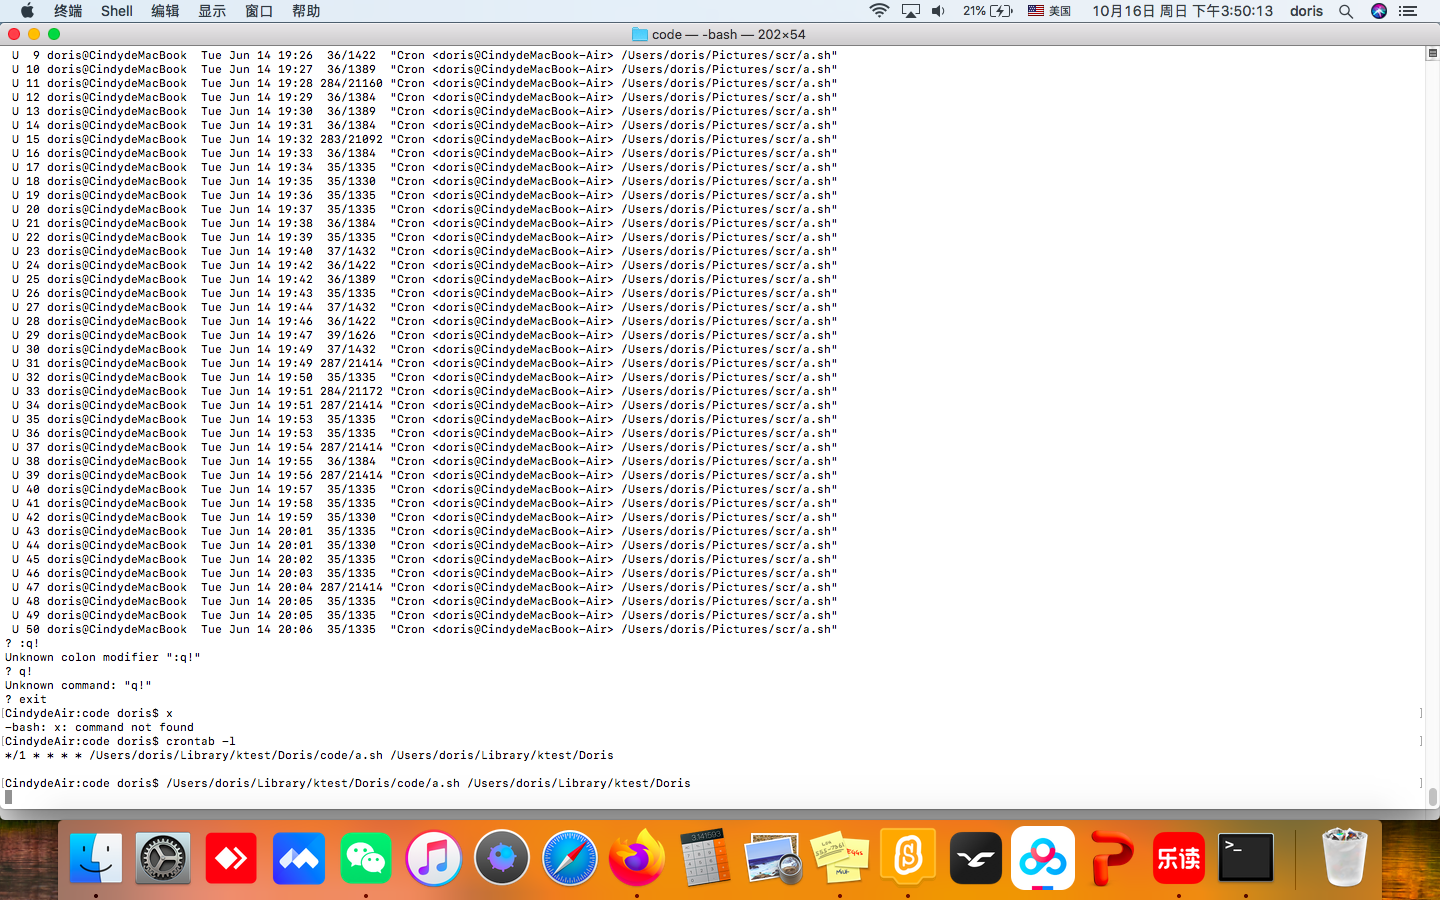 终端 Shell 编辑 显示 窗口 帮助 21% 美国 10月16日 周日 下午3:50:13 doris
code — -bash — 202×54
U  9 doris@CindydeMacBook  Tue Jun 14 19:26  36/1422  "Cron <doris@CindydeMacBook-Air> /Users/doris/Pictures/scr/a.sh"
U 10 doris@CindydeMacBook  Tue Jun 14 19:27  36/1389  "Cron <doris@CindydeMacBook-Air> /Users/doris/Pictures/scr/a.sh"
U 11 doris@CindydeMacBook  Tue Jun 14 19:28 284/21160 "Cron <doris@CindydeMacBook-Air> /Users/doris/Pictures/scr/a.sh"
U 12 doris@CindydeMacBook  Tue Jun 14 19:29  36/1384  "Cron <doris@CindydeMacBook-Air> /Users/doris/Pictures/scr/a.sh"
U 13 doris@CindydeMacBook  Tue Jun 14 19:30  36/1389  "Cron <doris@CindydeMacBook-Air> /Users/doris/Pictures/scr/a.sh"
U 14 doris@CindydeMacBook  Tue Jun 14 19:31  36/1384  "Cron <doris@CindydeMacBook-Air> /Users/doris/Pictures/scr/a.sh"
U 15 doris@CindydeMacBook  Tue Jun 14 19:32 283/21092 "Cron <doris@CindydeMacBook-Air> /Users/doris/Pictures/scr/a.sh"
U 16 doris@CindydeMacBook  Tue Jun 14 19:33  36/1384  "Cron <doris@CindydeMacBook-Air> /Users/doris/Pictures/scr/a.sh"
U 17 doris@CindydeMacBook  Tue Jun 14 19:34  35/1335  "Cron <doris@CindydeMacBook-Air> /Users/doris/Pictures/scr/a.sh"
U 18 doris@CindydeMacBook  Tue Jun 14 19:35  35/1330  "Cron <doris@CindydeMacBook-Air> /Users/doris/Pictures/scr/a.sh"
U 19 doris@CindydeMacBook  Tue Jun 14 19:36  35/1335  "Cron <doris@CindydeMacBook-Air> /Users/doris/Pictures/scr/a.sh"
U 20 doris@CindydeMacBook  Tue Jun 14 19:37  35/1335  "Cron <doris@CindydeMacBook-Air> /Users/doris/Pictures/scr/a.sh"
U 21 doris@CindydeMacBook  Tue Jun 14 19:38  36/1384  "Cron <doris@CindydeMacBook-Air> /Users/doris/Pictures/scr/a.sh"
U 22 doris@CindydeMacBook  Tue Jun 14 19:39  35/1335  "Cron <doris@CindydeMacBook-Air> /Users/doris/Pictures/scr/a.sh"
U 23 doris@CindydeMacBook  Tue Jun 14 19:40  37/1432  "Cron <doris@CindydeMacBook-Air> /Users/doris/Pictures/scr/a.sh"
U 24 doris@CindydeMacBook  Tue Jun 14 19:42  36/1422  "Cron <doris@CindydeMacBook-Air> /Users/doris/Pictures/scr/a.sh"
U 25 doris@CindydeMacBook  Tue Jun 14 19:42  36/1389  "Cron <doris@CindydeMacBook-Air> /Users/doris/Pictures/scr/a.sh"
U 26 doris@CindydeMacBook  Tue Jun 14 19:43  35/1335  "Cron <doris@CindydeMacBook-Air> /Users/doris/Pictures/scr/a.sh"
U 27 doris@CindydeMacBook  Tue Jun 14 19:44  37/1432  "Cron <doris@CindydeMacBook-Air> /Users/doris/Pictures/scr/a.sh"
U 28 doris@CindydeMacBook  Tue Jun 14 19:46  36/1422  "Cron <doris@CindydeMacBook-Air> /Users/doris/Pictures/scr/a.sh"
U 29 doris@CindydeMacBook  Tue Jun 14 19:47  39/1626  "Cron <doris@CindydeMacBook-Air> /Users/doris/Pictures/scr/a.sh"
U 30 doris@CindydeMacBook  Tue Jun 14 19:49  37/1432  "Cron <doris@CindydeMacBook-Air> /Users/doris/Pictures/scr/a.sh"
U 31 doris@CindydeMacBook  Tue Jun 14 19:49 287/21414 "Cron <doris@CindydeMacBook-Air> /Users/doris/Pictures/scr/a.sh"
U 32 doris@CindydeMacBook  Tue Jun 14 19:50  35/1335  "Cron <doris@CindydeMacBook-Air> /Users/doris/Pictures/scr/a.sh"
U 33 doris@CindydeMacBook  Tue Jun 14 19:51 284/21172 "Cron <doris@CindydeMacBook-Air> /Users/doris/Pictures/scr/a.sh"
U 34 doris@CindydeMacBook  Tue Jun 14 19:51 287/21414 "Cron <doris@CindydeMacBook-Air> /Users/doris/Pictures/scr/a.sh"
U 35 doris@CindydeMacBook  Tue Jun 14 19:53  35/1335  "Cron <doris@CindydeMacBook-Air> /Users/doris/Pictures/scr/a.sh"
U 36 doris@CindydeMacBook  Tue Jun 14 19:53  35/1335  "Cron <doris@CindydeMacBook-Air> /Users/doris/Pictures/scr/a.sh"
U 37 doris@CindydeMacBook  Tue Jun 14 19:54 287/21414 "Cron <doris@CindydeMacBook-Air> /Users/doris/Pictures/scr/a.sh"
U 38 doris@CindydeMacBook  Tue Jun 14 19:55  36/1384  "Cron <doris@CindydeMacBook-Air> /Users/doris/Pictures/scr/a.sh"
U 39 doris@CindydeMacBook  Tue Jun 14 19:56 287/21414 "Cron <doris@CindydeMacBook-Air> /Users/doris/Pictures/scr/a.sh"
U 40 doris@CindydeMacBook  Tue Jun 14 19:57  35/1335  "Cron <doris@CindydeMacBook-Air> /Users/doris/Pictures/scr/a.sh"
U 41 doris@CindydeMacBook  Tue Jun 14 19:58  35/1335  "Cron <doris@CindydeMacBook-Air> /Users/doris/Pictures/scr/a.sh"
U 42 doris@CindydeMacBook  Tue Jun 14 19:59  35/1330  "Cron <doris@CindydeMacBook-Air> /Users/doris/Pictures/scr/a.sh"
U 43 doris@CindydeMacBook  Tue Jun 14 20:01  35/1335  "Cron <doris@CindydeMacBook-Air> /Users/doris/Pictures/scr/a.sh"
U 44 doris@CindydeMacBook  Tue Jun 14 20:01  35/1330  "Cron <doris@CindydeMacBook-Air> /Users/doris/Pictures/scr/a.sh"
U 45 doris@CindydeMacBook  Tue Jun 14 20:02  35/1335  "Cron <doris@CindydeMacBook-Air> /Users/doris/Pictures/scr/a.sh"
U 46 doris@CindydeMacBook  Tue Jun 14 20:03  35/1335  "Cron <doris@CindydeMacBook-Air> /Users/doris/Pictures/scr/a.sh"
U 47 doris@CindydeMacBook  Tue Jun 14 20:04 287/21414 "Cron <doris@CindydeMacBook-Air> /Users/doris/Pictures/scr/a.sh"
U 48 doris@CindydeMacBook  Tue Jun 14 20:05  35/1335  "Cron <doris@CindydeMacBook-Air> /Users/doris/Pictures/scr/a.sh"
U 49 doris@CindydeMacBook  Tue Jun 14 20:05  35/1335  "Cron <doris@CindydeMacBook-Air> /Users/doris/Pictures/scr/a.sh"
U 50 doris@CindydeMacBook  Tue Jun 14 20:06  35/1335  "Cron <doris@CindydeMacBook-Air> /Users/doris/Pictures/scr/a.sh"
? :q!
Unknown colon modifier ":q!"
? q!
Unknown command: "q!"
? exit
[CindydeAir:code doris$ x ]
-bash: x: command not found
[CindydeAir:code doris$ crontab -l ]
*/1 * * * * /Users/doris/Library/ktest/Doris/code/a.sh /Users/doris/Library/ktest/Doris
[CindydeAir:code doris$ /Users/doris/Library/ktest/Doris/code/a.sh /Users/doris/Library/ktest/Doris ]
3.141593
EGGS
MILK
乐读
>_